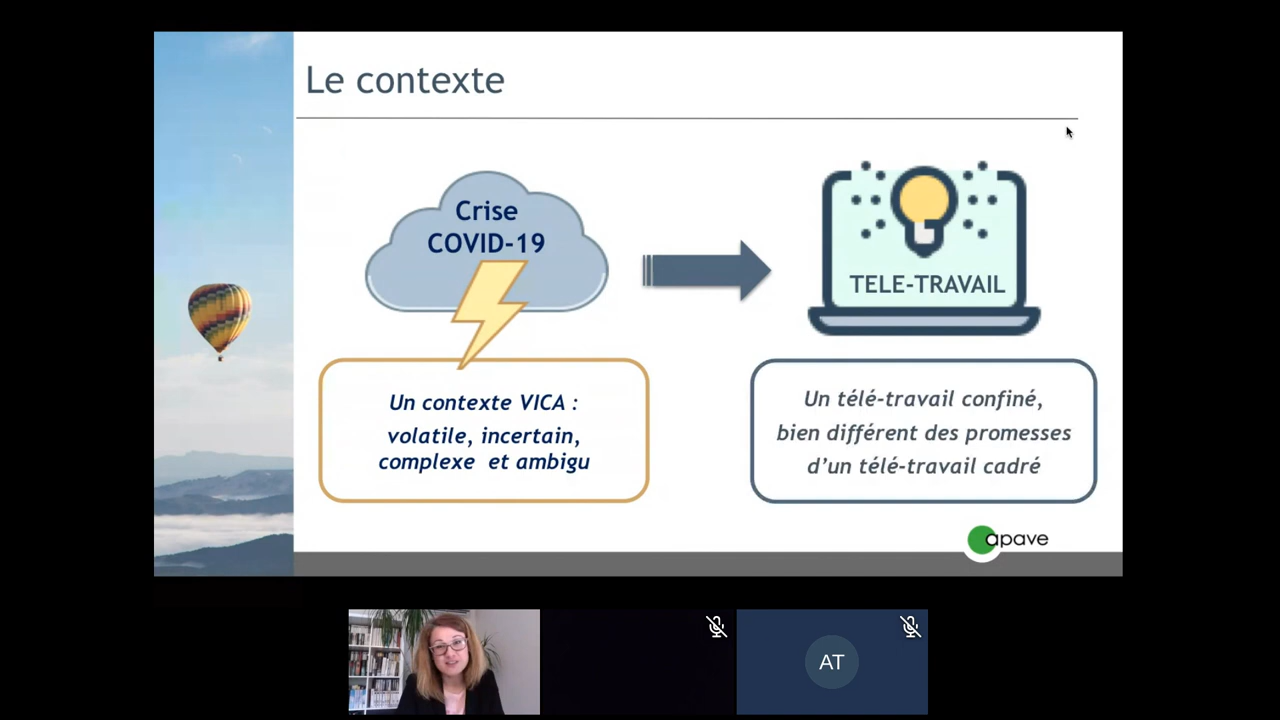 Le contexte
Crise
COVID-19
TELE-TRAVAIL
Un contexte VICA :
volatile, incertain,
complexe et ambigu
Un télé-travail confiné,
bien différent des promesses
d’un télé-travail cadré
apave
AT